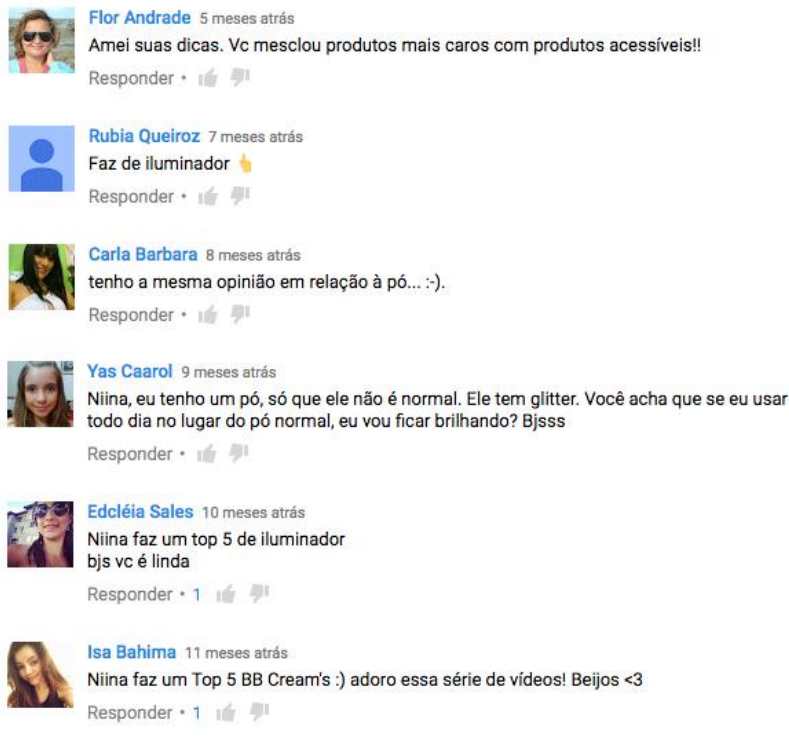 Flor Andrade 5 meses atrás
Amei suas dicas. Vc mesclou produtos mais caros com produtos acessíveis!!
Responder •
Rubia Queiroz 7 meses atrás
Faz de iluminador 👆
Responder •
Carla Barbara 8 meses atrás
tenho a mesma opinião em relação à pó... :-).
Responder •
Yas Caarol 9 meses atrás
Niina, eu tenho um pó, só que ele não é normal. Ele tem glitter. Você acha que se eu usar
todo dia no lugar do pó normal, eu vou ficar brilhando? Bjsss
Responder •
Edcléia Sales 10 meses atrás
Niina faz um top 5 de iluminador
bjs vc é linda
Responder • 1
Isa Bahima 11 meses atrás
Niina faz um Top 5 BB Cream's :) adoro essa série de vídeos! Beijos <3
Responder • 1